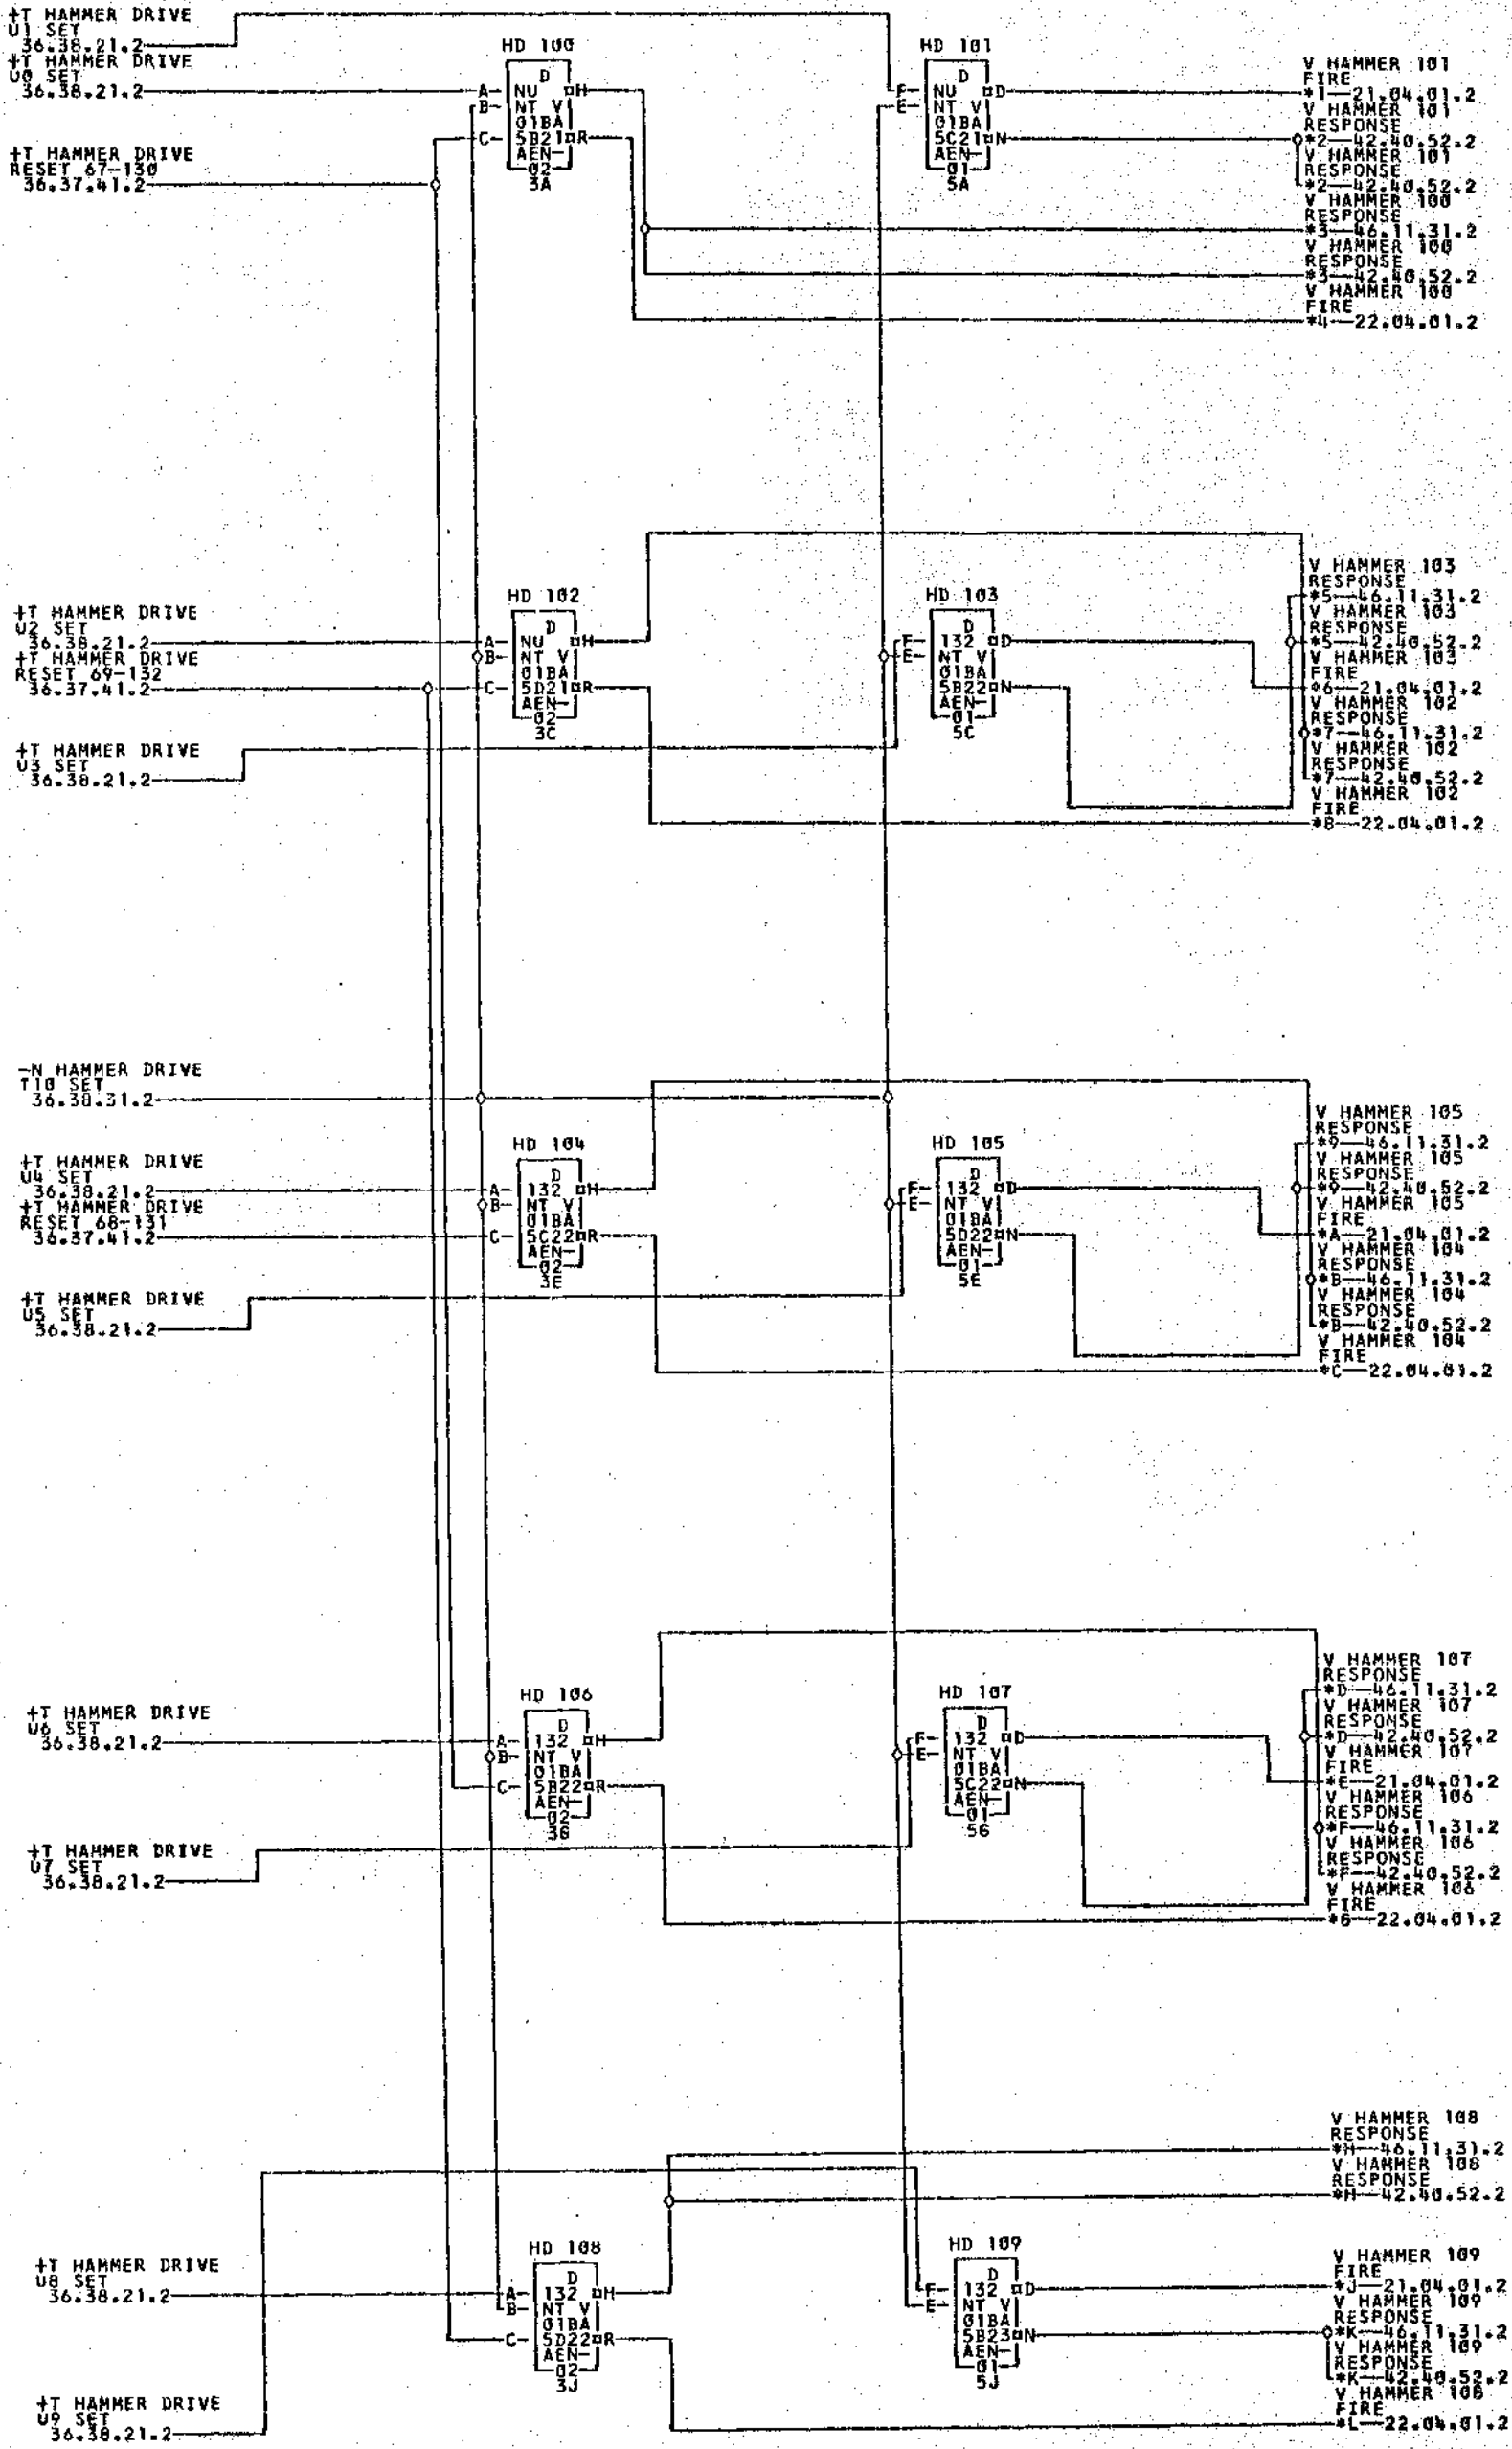 +T HAMMER DRIVE
U1 SET
36.38.21.2
+T HAMMER DRIVE
U0 SET
36.38.21.2
+T HAMMER DRIVE
RESET 67-130
36.37.41.2
HD 100
D
A NU H
B NT V
01BA
C 5B21 R
AEN-
02
3A
HD 101
D
F NU D
E NT V
01BA
5C21 N
AEN-
01
5A
V HAMMER 101
FIRE
*1—21.04.01.2
V HAMMER 101
RESPONSE
*2—42.40.52.2
V HAMMER 101
RESPONSE
*2—42.40.52.2
V HAMMER 100
RESPONSE
*3—46.11.31.2
V HAMMER 100
RESPONSE
*3—42.40.52.2
V HAMMER 100
FIRE
*4—22.04.01.2
+T HAMMER DRIVE
U2 SET
36.38.21.2
+T HAMMER DRIVE
RESET 69-132
36.37.41.2
+T HAMMER DRIVE
U3 SET
36.38.21.2
HD 102
D
A NU H
B NT V
01BA
C 5D21 R
AEN-
02
3C
HD 103
D
F 132 D
E NT V
01BA
5B22 N
AEN-
01
5C
V HAMMER 103
RESPONSE
*5—46.11.31.2
V HAMMER 103
RESPONSE
*5—42.40.52.2
V HAMMER 103
FIRE
*6—21.04.01.2
V HAMMER 102
RESPONSE
*7—46.11.31.2
V HAMMER 102
RESPONSE
*7—42.40.52.2
V HAMMER 102
FIRE
*8—22.04.01.2
-N HAMMER DRIVE
T10 SET
36.38.31.2
+T HAMMER DRIVE
U4 SET
36.38.21.2
+T HAMMER DRIVE
RESET 68-131
36.37.41.2
+T HAMMER DRIVE
U5 SET
36.38.21.2
HD 104
D
A 132 H
B NT V
01BA
C 5C22 R
AEN-
02
3E
HD 105
D
F 132 D
E NT V
01BA
5D22 N
AEN-
01
5E
V HAMMER 105
RESPONSE
*9—46.11.31.2
V HAMMER 105
RESPONSE
*9—42.40.52.2
V HAMMER 105
FIRE
*A—21.04.01.2
V HAMMER 104
RESPONSE
*B—46.11.31.2
V HAMMER 104
RESPONSE
*B—42.40.52.2
V HAMMER 104
FIRE
*C—22.04.01.2
+T HAMMER DRIVE
U6 SET
36.38.21.2
+T HAMMER DRIVE
U7 SET
36.38.21.2
HD 106
D
A 132 H
B NT V
01BA
C 5B22 R
AEN-
02
3G
HD 107
D
F 132 D
E NT V
01BA
5C22 N
AEN-
01
5G
V HAMMER 107
RESPONSE
*D—46.11.31.2
V HAMMER 107
RESPONSE
*D—42.40.52.2
V HAMMER 107
FIRE
*E—21.04.01.2
V HAMMER 106
RESPONSE
*F—46.11.31.2
V HAMMER 106
RESPONSE
*F—42.40.52.2
V HAMMER 106
FIRE
*G—22.04.01.2
+T HAMMER DRIVE
U8 SET
36.38.21.2
+T HAMMER DRIVE
U9 SET
36.38.21.2
HD 108
D
A 132 H
B NT V
01BA
C 5D22 R
AEN-
02
3J
HD 109
D
F 132 D
E NT V
01BA
5B23 N
AEN-
01
5J
V HAMMER 108
RESPONSE
*H—46.11.31.2
V HAMMER 108
RESPONSE
*H—42.40.52.2
V HAMMER 109
FIRE
*J—21.04.01.2
V HAMMER 109
RESPONSE
*K—46.11.31.2
V HAMMER 109
RESPONSE
*K—42.40.52.2
V HAMMER 108
FIRE
*L—22.04.01.2